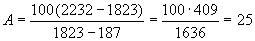 A = 100(2232 − 1823) / 1823 − 187 = 100 · 409 / 1636 = 25